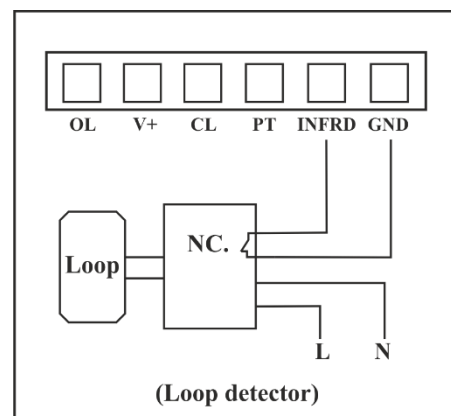 OL V+ CL PT INFRD GND
NC.
Loop
L N
(Loop detector)